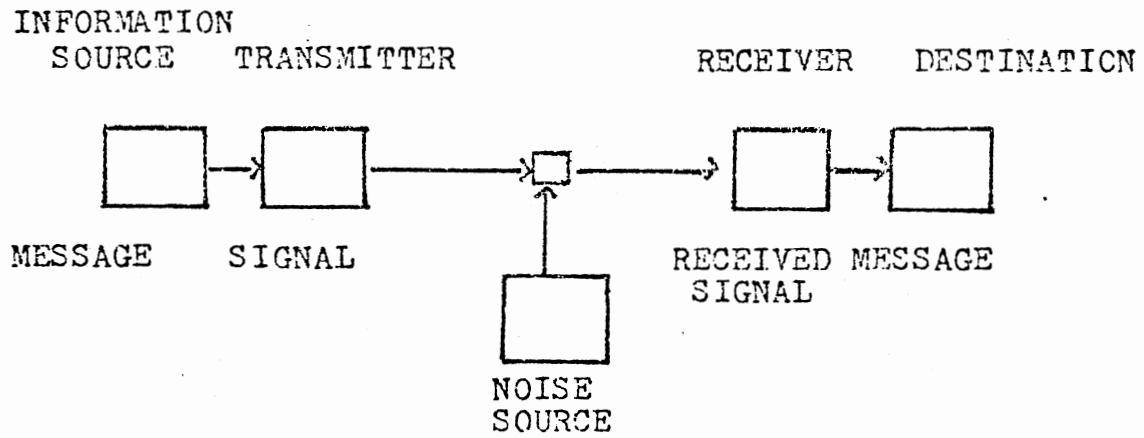 INFORMATION
SOURCE TRANSMITTER RECEIVER DESTINATION
MESSAGE SIGNAL RECEIVED MESSAGE
SIGNAL
NOISE
SOURCE